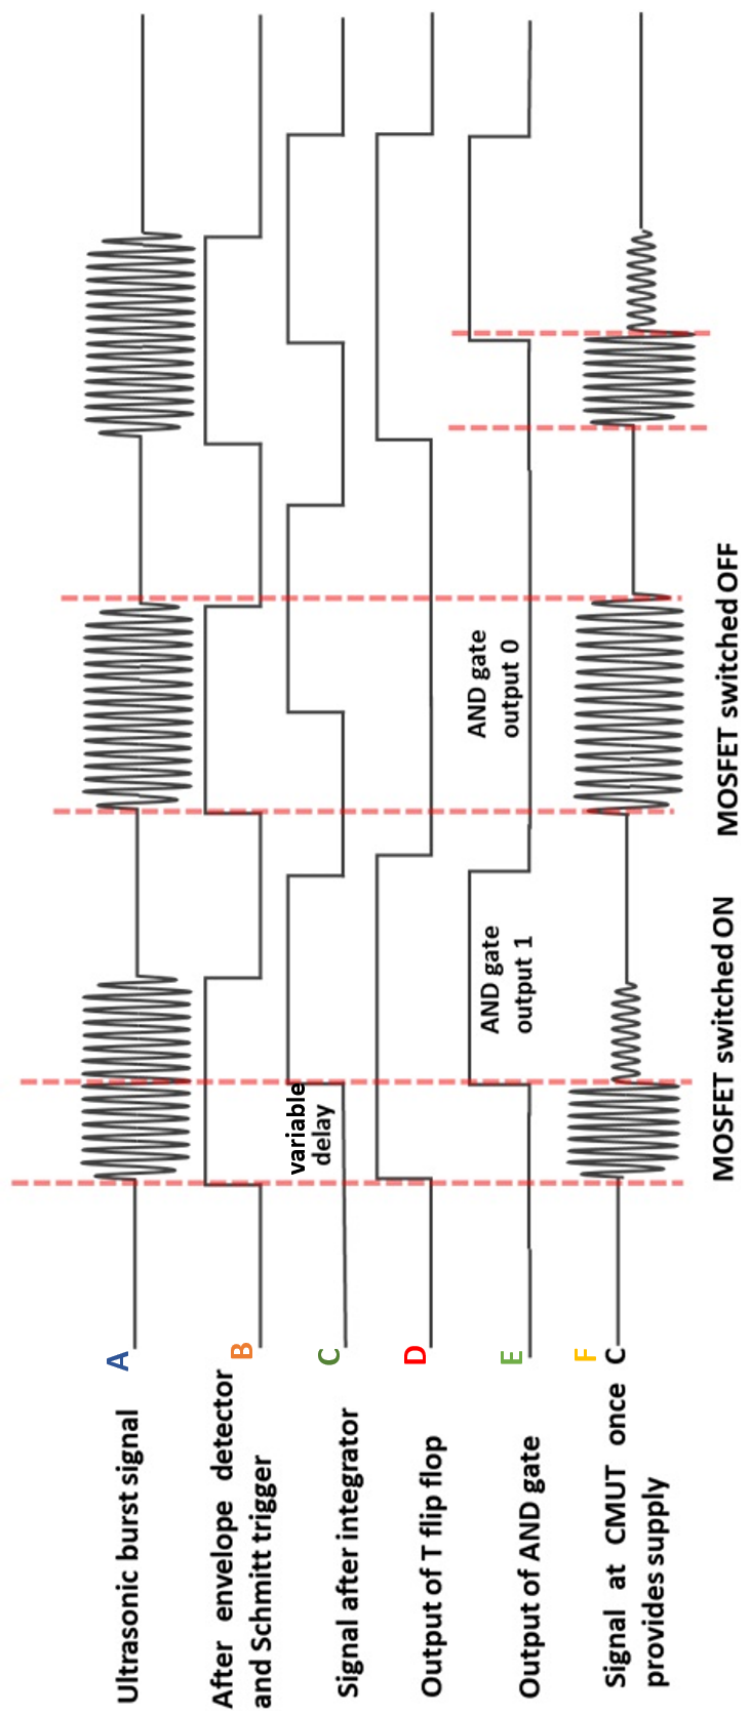 A
Ultrasonic burst signal
B
After envelope detector
and Schmitt trigger
C
Signal after integrator
variable
delay
D
Output of T flip flop
E
Output of AND gate
AND gate
output 1
AND gate
output 0
F
Signal at CMUT once C
provides supply
MOSFET switched ON
MOSFET switched OFF